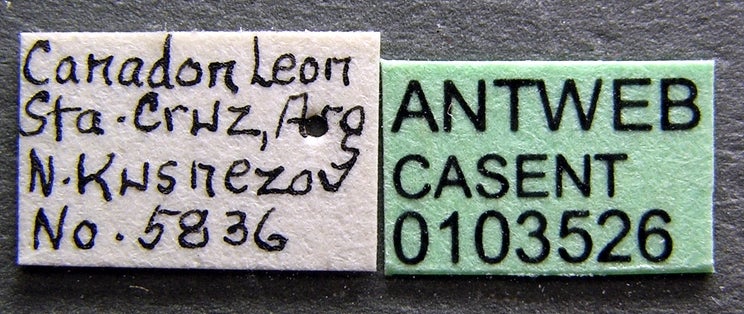 Canadon Leon
Sta. Cruz, Arg
N. Kusnezov
No. 5836
ANTWEB
CASENT
0103526